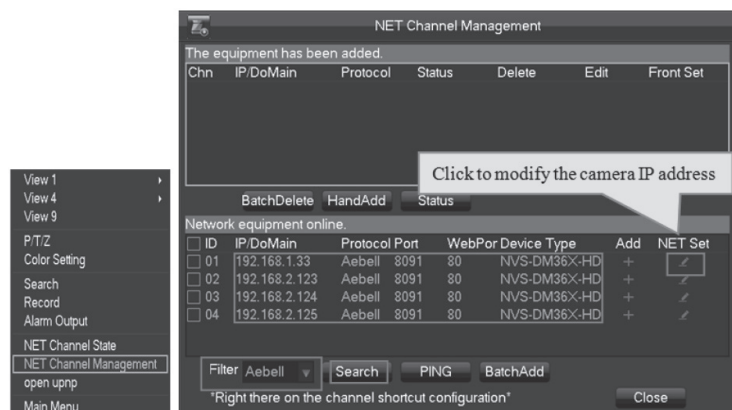 View 1
View 4
View 9
P/T/Z
Color Setting
Search
Record
Alarm Output
NET Channel State
NET Channel Management
open upnp
Main Menu
NET Channel Management
The equipment has been added.
Chn IP/DoMain Protocol Status Delete Edit Front Set
Click to modify the camera IP address
BatchDelete HandAdd Status
Network equipment online.
ID IP/DoMain Protocol Port WebPor Device Type Add NET Set
01 192.168.1.33 Aebell 8091 80 NVS-DM36X-HD +
02 192.168.2.123 Aebell 8091 80 NVS-DM36X-HD +
03 192.168.2.124 Aebell 8091 80 NVS-DM36X-HD +
04 192.168.2.125 Aebell 8091 80 NVS-DM36X-HD +
Filter Aebell Search PING BatchAdd
"Right there on the channel shortcut configuration"
Close